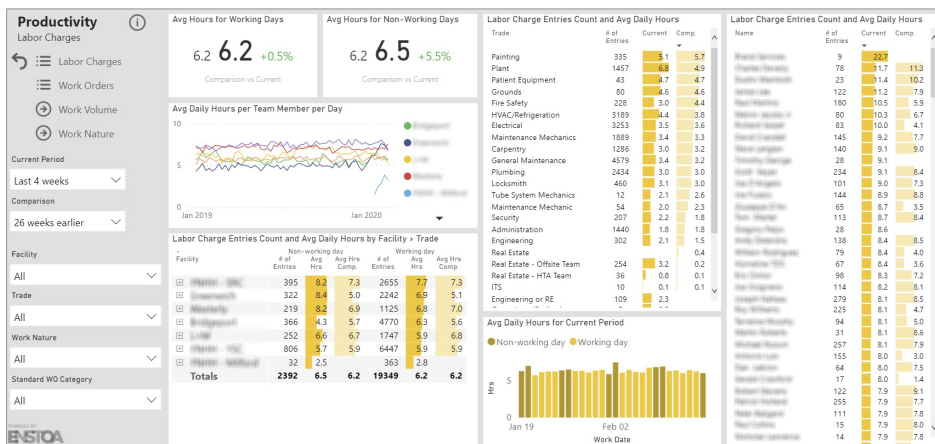 Productivity
Labor Charges
Labor Charges
Work Orders
Work Volume
Work Nature
Current Period
Last 4 weeks
Comparison
26 weeks earlier
Facility
All
Trade
All
Work Nature
All
Standard WO Category
All
POWERED BY
ENSTOA
Avg Hours for Working Days
6.2 6.2 +0.5%
Comparison vs Current
Avg Hours for Non-Working Days
6.2 6.5 +5.5%
Comparison vs Current
Avg Daily Hours per Team Member per Day
10
5
0
Jan 2019 Jan 2020
Labor Charge Entries Count and Avg Daily Hours by Facility > Trade
Non-working day Working day
Facility # of Entries Avg Hrs Avg Hrs Comp. # of Entries Avg Hrs Avg Hrs Comp.
395 8.2 7.3 2655 7.7 7.3
322 8.4 5.0 2242 6.9 5.1
219 8.2 6.9 1125 6.8 7.0
366 4.3 5.7 4770 6.3 5.6
252 6.6 6.7 1747 5.9 6.8
806 5.7 5.9 6447 5.9 5.9
32 2.5 363 2.8
Totals 2392 6.5 6.2 19349 6.2 6.2
Labor Charge Entries Count and Avg Daily Hours
Trade # of Entries Current Comp.
Painting 335 5.1 5.7
Plant 1457 6.8 4.9
Patient Equipment 43 4.7 4.7
Grounds 80 4.6 4.6
Fire Safety 228 3.0 4.4
HVAC/Refrigeration 3189 4.4 3.8
Electrical 3253 3.5 3.6
Maintenance Mechanics 1889 3.4 3.3
Carpentry 1286 3.0 3.2
General Maintenance 4579 3.4 3.2
Plumbing 2434 3.0 3.0
Locksmith 460 3.1 3.0
Tube System Mechanics 12 2.1 2.6
Maintenance Mechanic 54 2.0 2.3
Security 207 2.2 1.8
Administration 1440 1.8 1.8
Engineering 302 2.1 1.5
Real Estate 0.4
Real Estate - Offsite Team 254 3.2 0.2
Real Estate - HTA Team 36 0.8 0.1
ITS 10 0.1 0.1
Engineering or RE 109 2.3
Avg Daily Hours for Current Period
Non-working day Working day
Hrs
5
0
Jan 19 Feb 02
Work Date
Labor Charge Entries Count and Avg Daily Hours
Name # of Entries Current Comp.
9 22.7
78 11.7 11.3
23 11.4 10.2
122 11.2 7.9
180 10.5 5.9
80 10.3 6.7
83 10.0 4.1
145 9.2 7.7
140 9.1 9.0
28 9.1
234 9.1 8.4
101 9.0 7.3
144 8.9 8.8
65 8.7 3.5
113 8.7 8.4
28 8.6
138 8.4 8.5
79 8.4 4.0
67 8.4 3.6
98 8.3 7.2
114 8.2 8.1
279 8.1 8.5
225 8.1 4.7
94 8.1 5.0
31 8.1 8.6
257 8.1 7.9
155 8.0 3.0
64 8.0 7.5
17 8.0 1.4
122 7.9 9.1
255 7.9 7.7
111 7.9 7.8
15 7.9 8.0
14 7.9 7.8